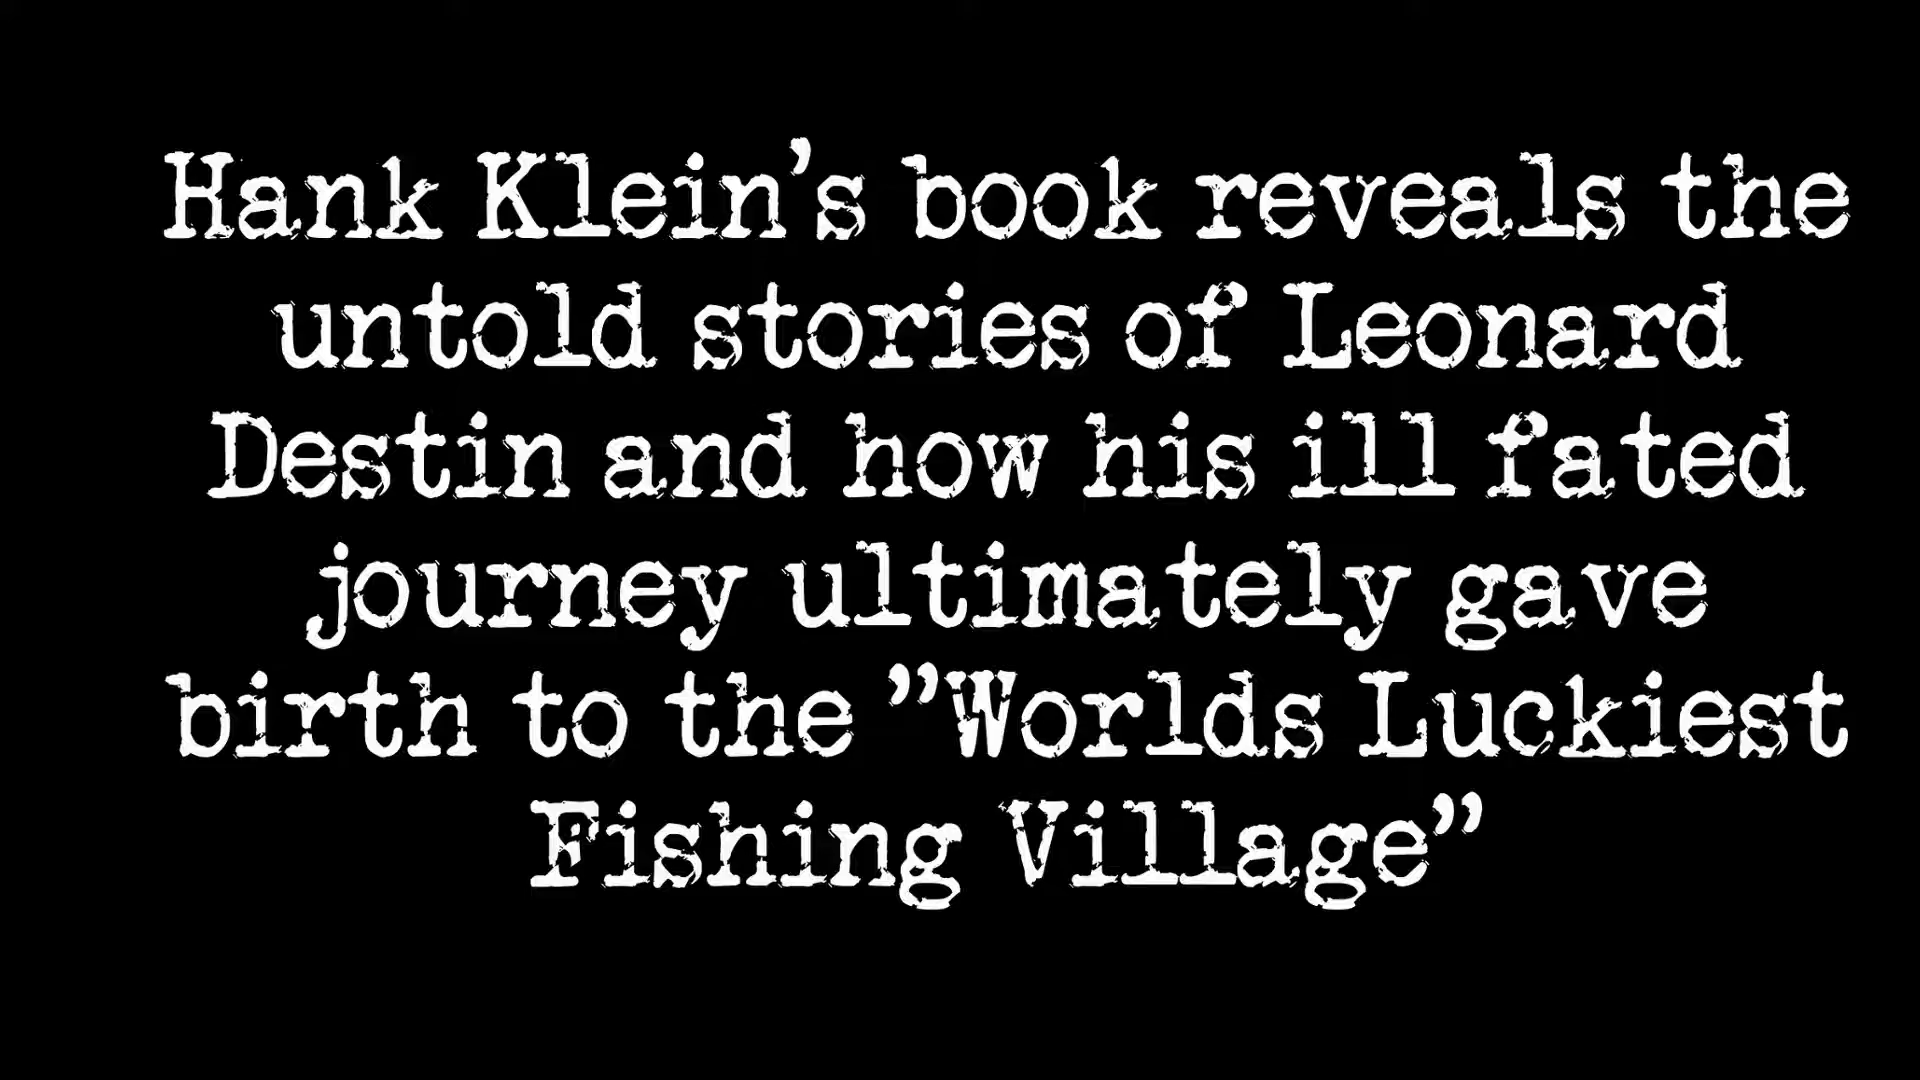 Hank Klein’s book reveals the
untold stories of Leonard
Destin and how his ill fated
journey ultimately gave
birth to the ”Worlds Luckiest
Fishing Village”